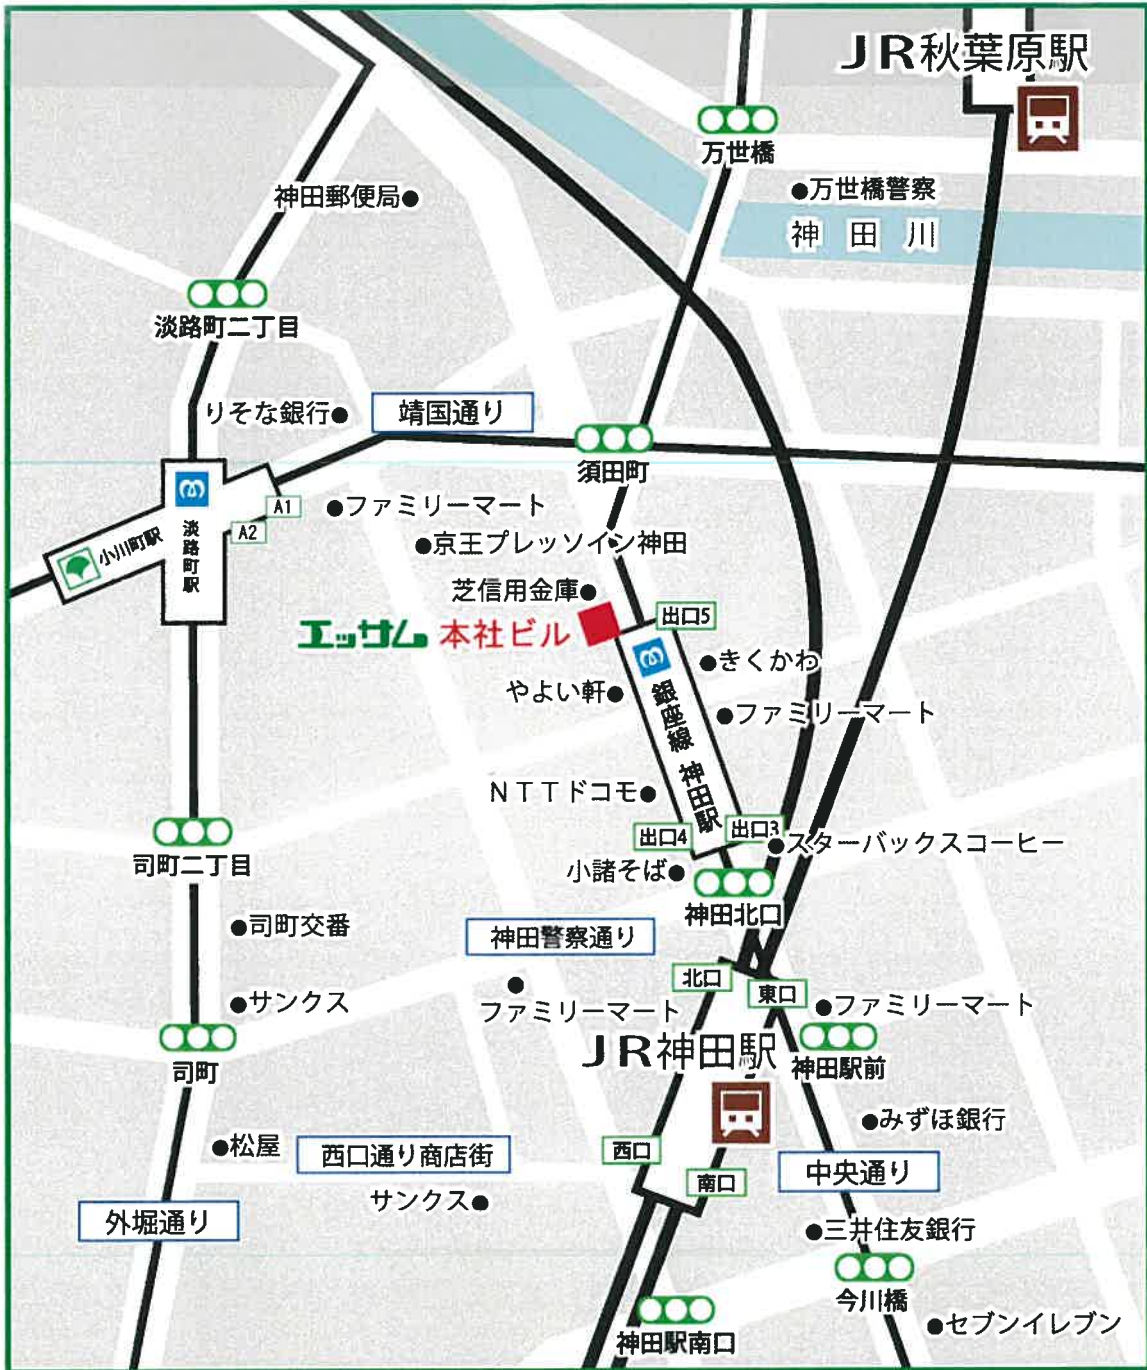 JR秋葉原駅
万世橋
●万世橋警察
神田川
神田郵便局●
淡路町二丁目
りそな銀行●
靖国通り
須田町
A1
A2
●ファミリーマート
淡路町駅
小川町駅
●京王プレッソイン神田
芝信用金庫●
出口5
エッサム 本社ビル
●きくかわ
やよい軒●
●ファミリーマート
銀座線 神田駅
NTTドコモ●
出口4
出口3
●スターバックスコーヒー
司町二丁目
小諸そば●
神田北口
●司町交番
神田警察通り
北口
東口
●サンクス
●
ファミリーマート
●ファミリーマート
JR神田駅
神田駅前
司町
●みずほ銀行
●松屋
西口通り商店街
西口
中央通り
南口
サンクス●
外堀通り
●三井住友銀行
今川橋
神田駅南口
●セブンイレブン